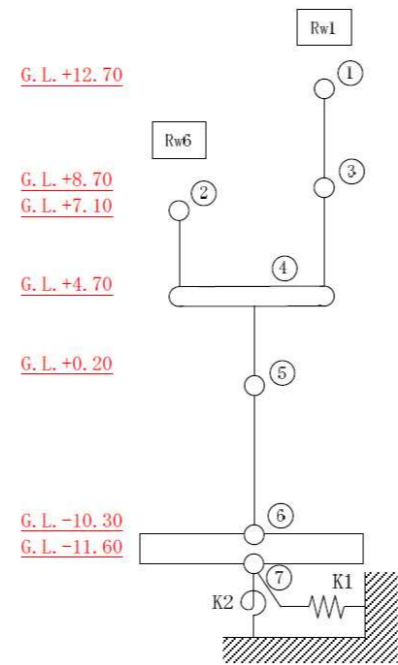 Rw1
G.L.+12.70
①
Rw6
G.L.+8.70
③
G.L.+7.10
②
④
G.L.+4.70
G.L.+0.20
⑤
G.L.-10.30
⑥
G.L.-11.60
⑦
K1
K2